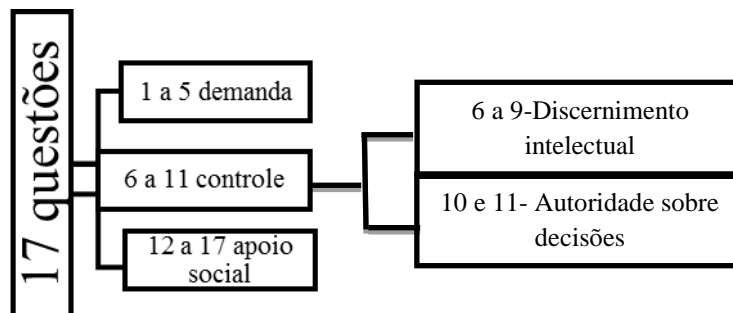 17 questões
1 a 5 demanda
6 a 11 controle
12 a 17 apoio
social
6 a 9-Discernimento
intelectual
10 e 11- Autoridade sobre
decisões